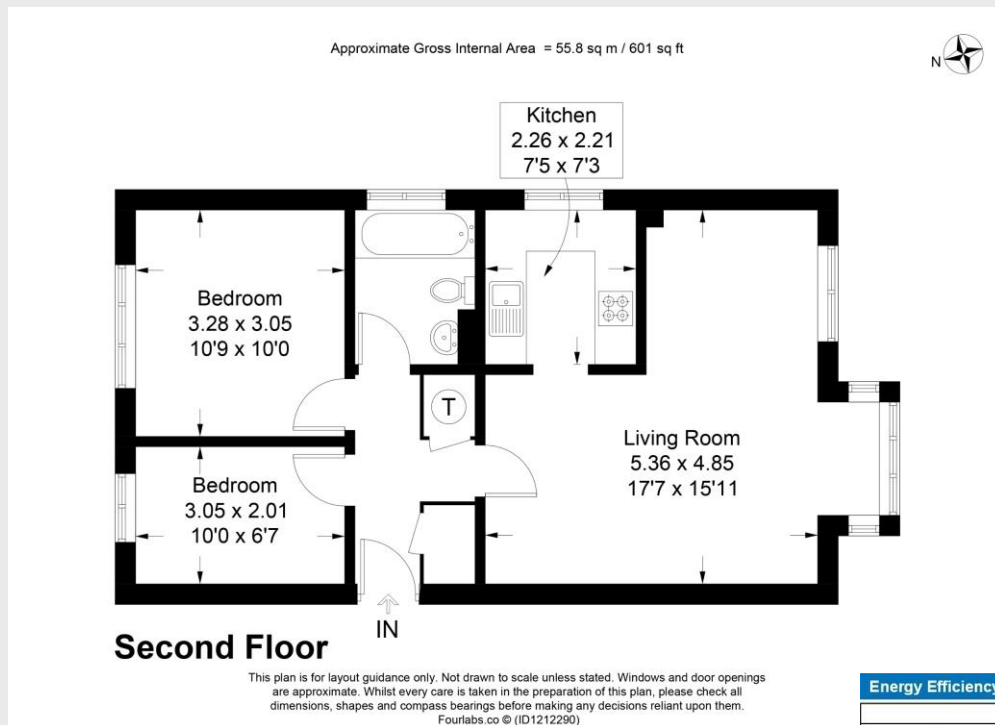 Approximate Gross Internal Area = 55.8 sq m / 601 sq ft
N
Kitchen
2.26 x 2.21
7'5 x 7'3
Bedroom
3.28 x 3.05
10'9 x 10'0
T
Living Room
5.36 x 4.85
17'7 x 15'11
Bedroom
3.05 x 2.01
10'0 x 6'7
IN
Second Floor
This plan is for layout guidance only. Not drawn to scale unless stated. Windows and door openings
are approximate. Whilst every care is taken in the preparation of this plan, please check all
dimensions, shapes and compass bearings before making any decisions reliant upon them.
Fourlabs.co © (ID1212290)
Energy Efficiency